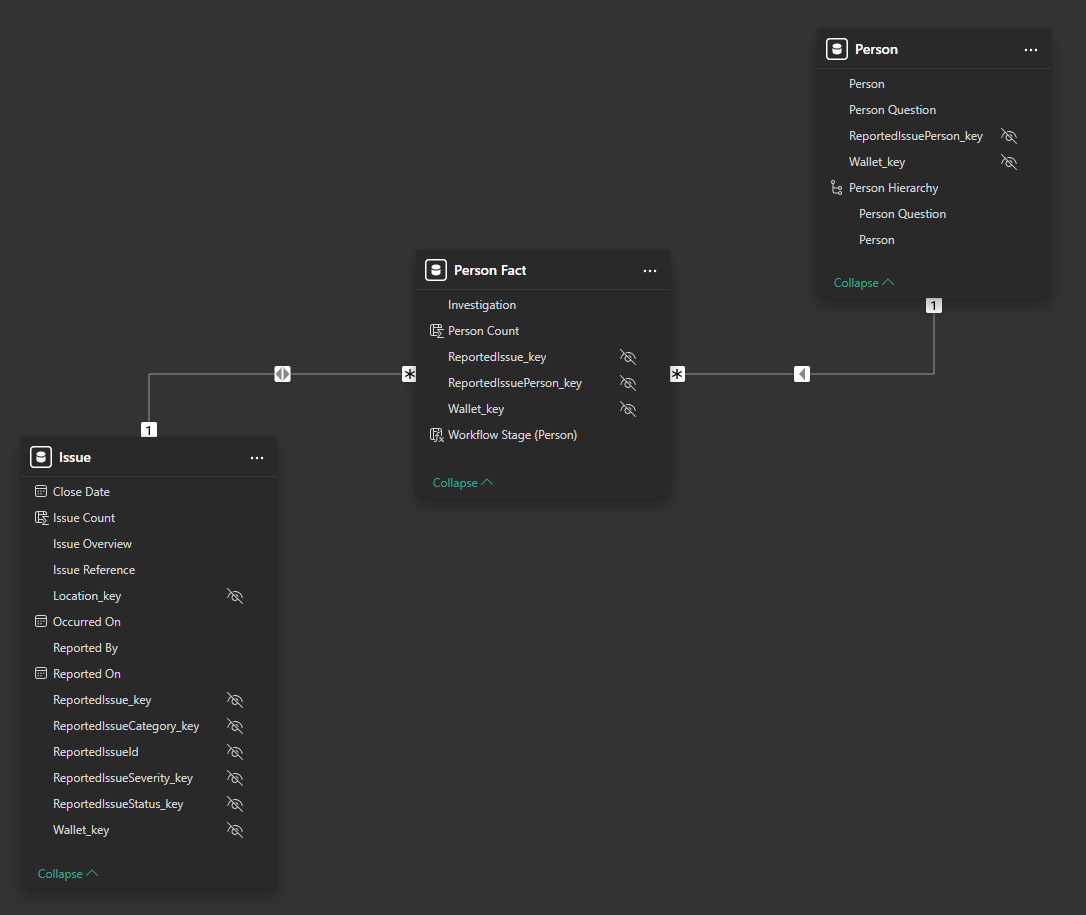 Person
Person
Person Question
ReportedIssuePerson_key
Wallet_key
Person Hierarchy
Person Question
Person
Collapse
1
Person Fact
Investigation
Person Count
ReportedIssue_key
ReportedIssuePerson_key
Wallet_key
Workflow Stage (Person)
Collapse
*
*
1
Issue
Close Date
Issue Count
Issue Overview
Issue Reference
Location_key
Occurred On
Reported By
Reported On
ReportedIssue_key
ReportedIssueCategory_key
ReportedIssueId
ReportedIssueSeverity_key
ReportedIssueStatus_key
Wallet_key
Collapse